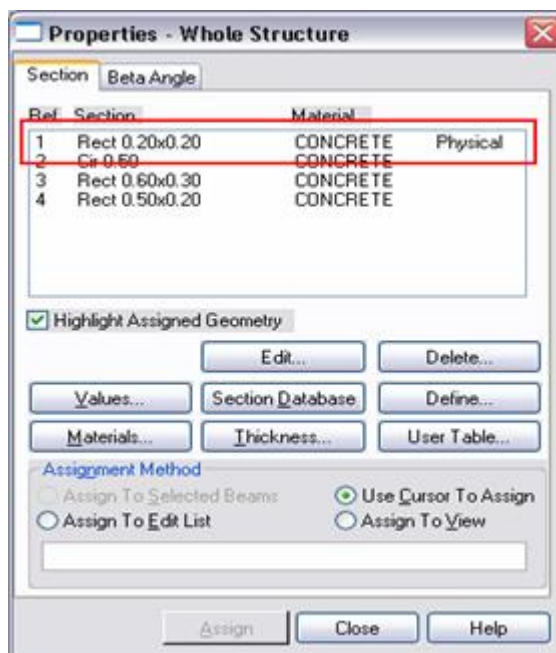 Properties - Whole Structure
Section Beta Angle
Ref Section Material
1 Rect 0.20x0.20 CONCRETE Physical
2 Cir 0.50 CONCRETE
3 Rect 0.60x0.30 CONCRETE
4 Rect 0.50x0.20 CONCRETE
Highlight Assigned Geometry
Edit... Delete...
Values... Section Database Define...
Materials... Thickness... User Table...
Assignment Method
Assign To Selected Beams Use Cursor To Assign
Assign To Edit List Assign To View
Assign Close Help